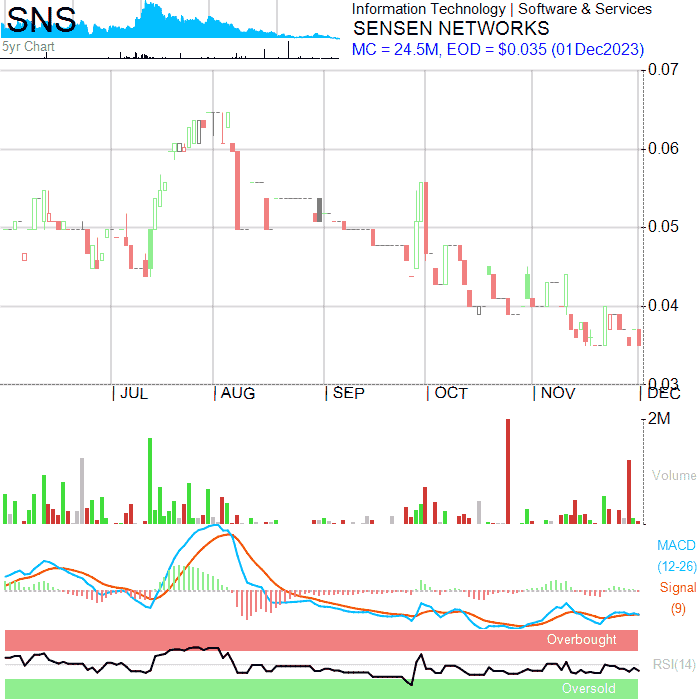 SNS
5yr Chart
Information Technology | Software & Services
SENSEN NETWORKS
MC = 24.5M, EOD = $0.035 (01Dec2023)
0.07
0.06
0.05
0.04
0.03
| JUL | AUG | SEP | OCT | NOV | DEC
2M
Volume
MACD
(12-26)
Signal
(9)
Overbought
RSI(14)
Oversold